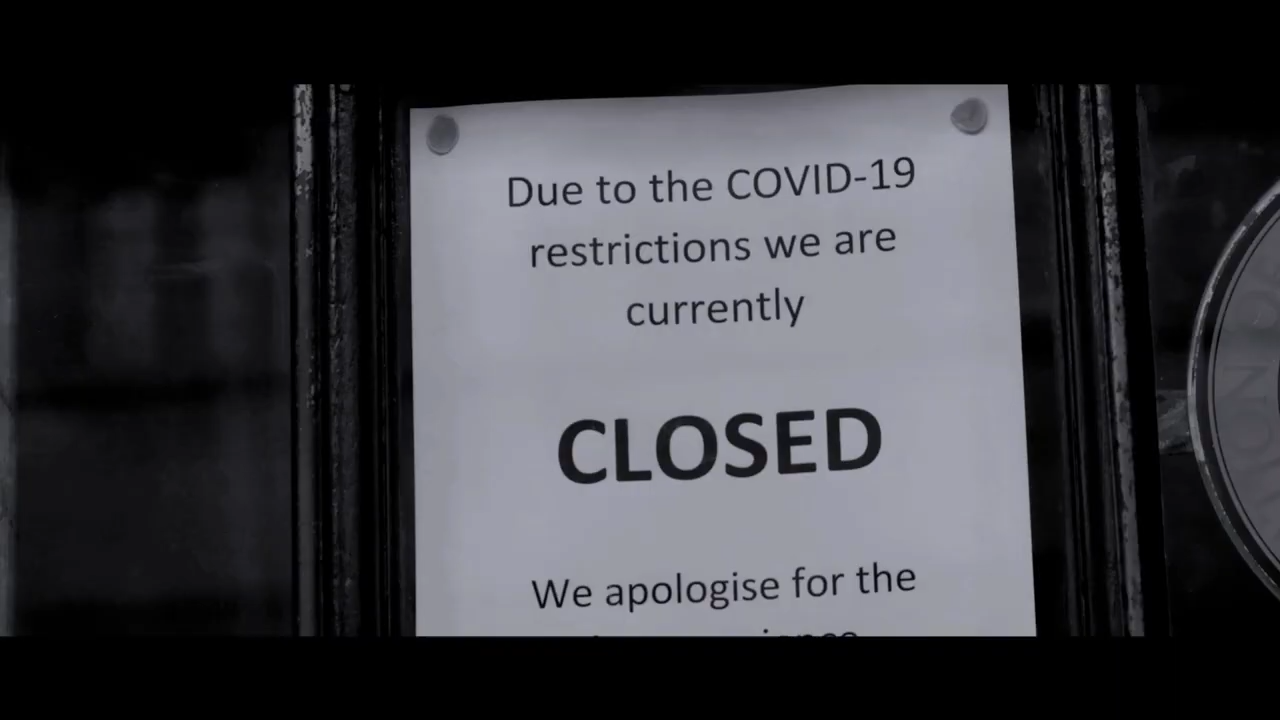 Due to the COVID-19
restrictions we are
currently
CLOSED
We apologise for the